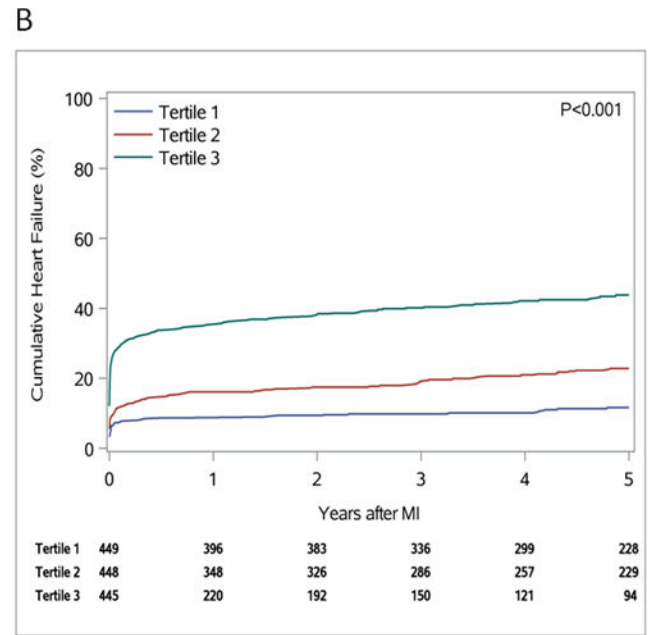 B
100
80
60
40
20
0
Cumulative Heart Failure (%)
Tertile 1
Tertile 2
Tertile 3
P<0.001
0 1 2 3 4 5
Years after MI
Tertile 1 449 396 383 336 299 228
Tertile 2 448 348 326 286 257 229
Tertile 3 445 220 192 150 121 94